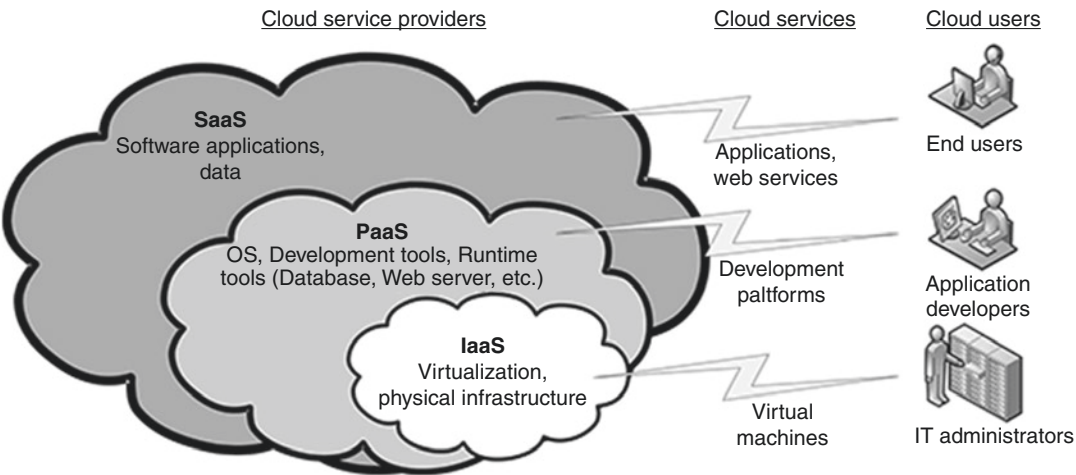 Cloud service providers
Cloud services
Cloud users
SaaS
Software applications,
data
Applications,
web services
End users
PaaS
OS, Development tools, Runtime
tools (Database, Web server, etc.)
Development
paltforms
Application
developers
IaaS
Virtualization,
physical infrastructure
Virtual
machines
IT administrators